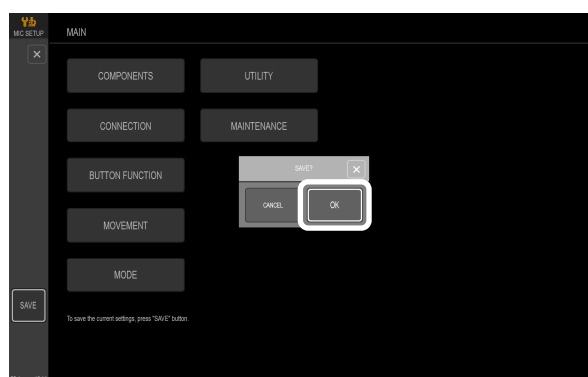 MIC SETUP
MAIN
COMPONENTS
UTILITY
CONNECTION
MAINTENANCE
BUTTON FUNCTION
SAVE?
CANCEL
OK
MOVEMENT
MODE
SAVE
To save the current settings, press "SAVE" button.